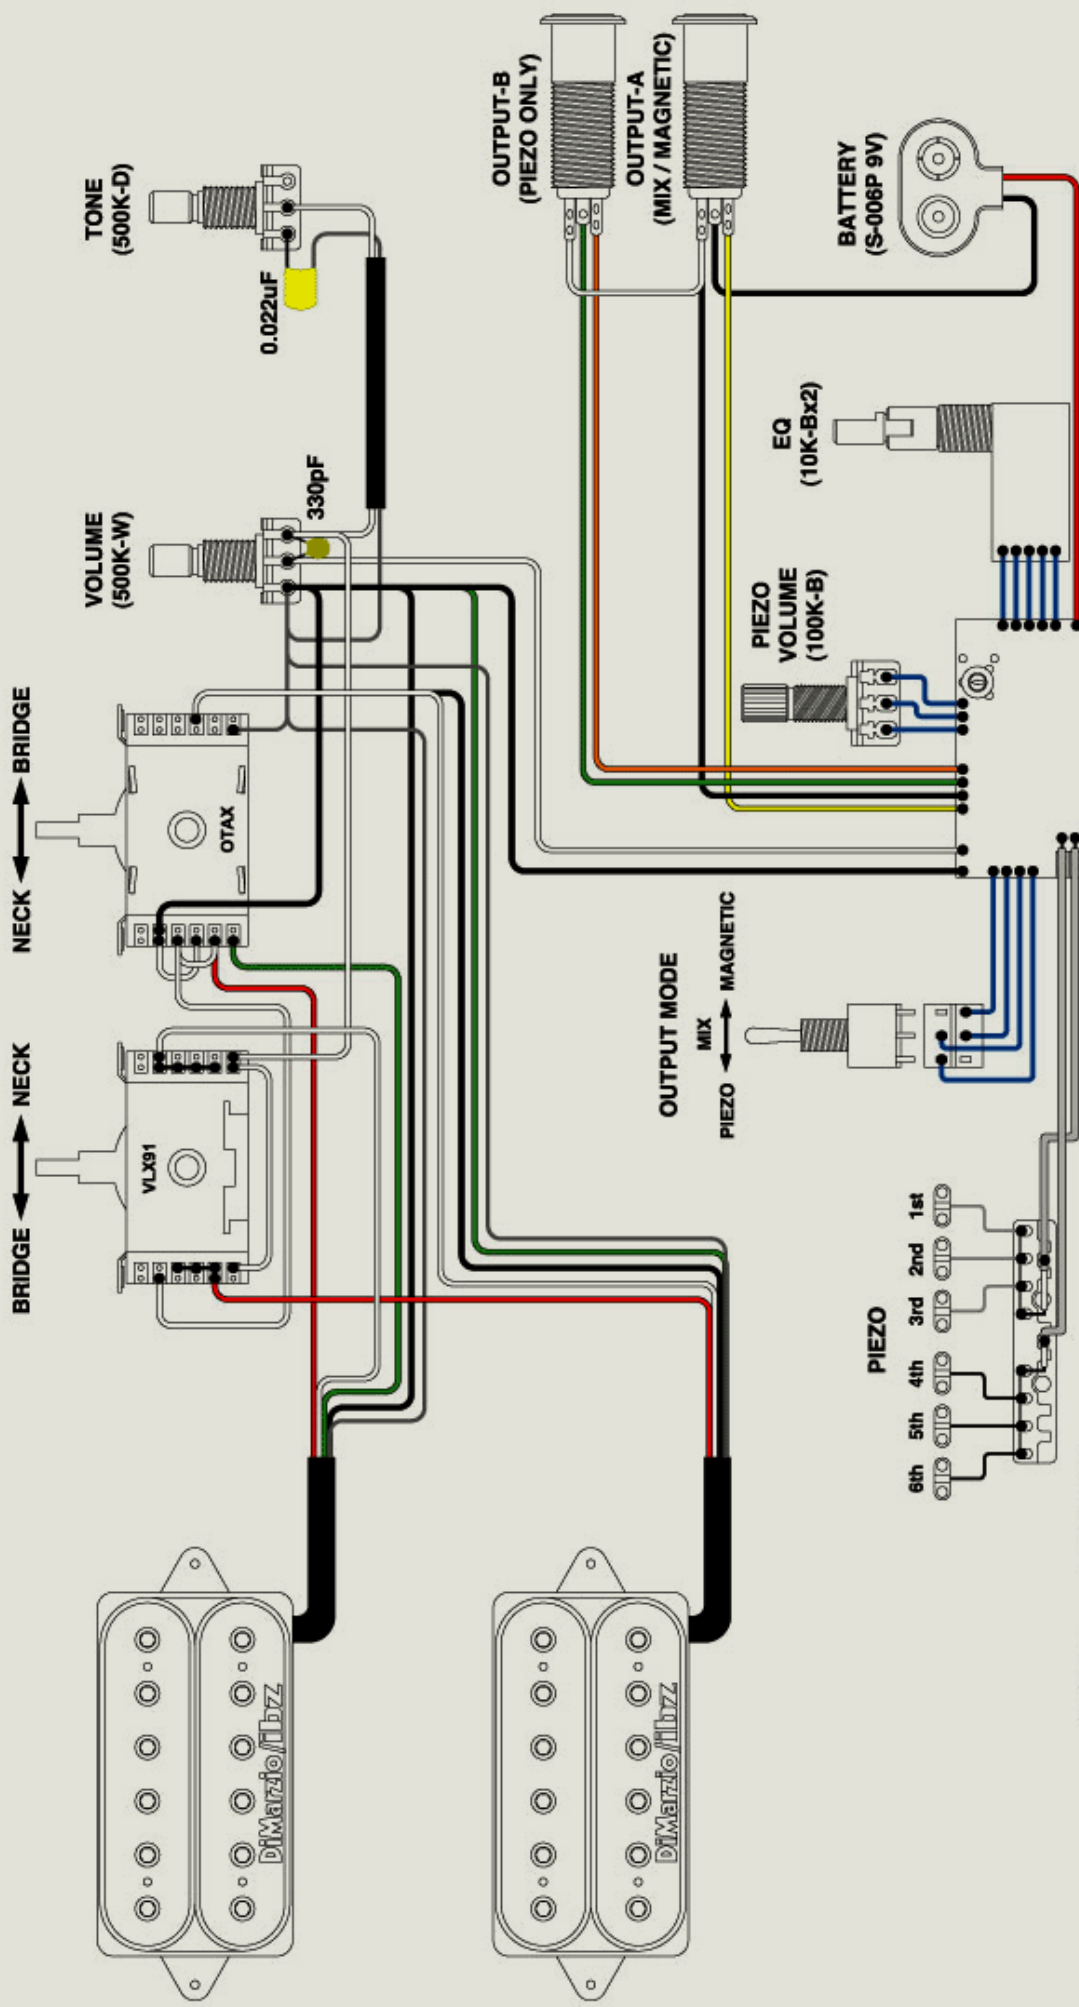 TONE
(500K-D)
0.022uF
VOLUME
(500K-W)
330pF
NECK BRIDGE
OTAX
BRIDGE NECK
VLX91
DiMarzio/ibzz
DiMarzio/ibzz
OUTPUT-B
(PIEZO ONLY)
OUTPUT-A
(MIX / MAGNETIC)
BATTERY
(S-006P 9V)
EQ
(10K-Bx2)
PIEZO
VOLUME
(100K-B)
OUTPUT MODE
MIX
PIEZO MAGNETIC
PIEZO
6th 5th 4th 3rd 2nd 1st